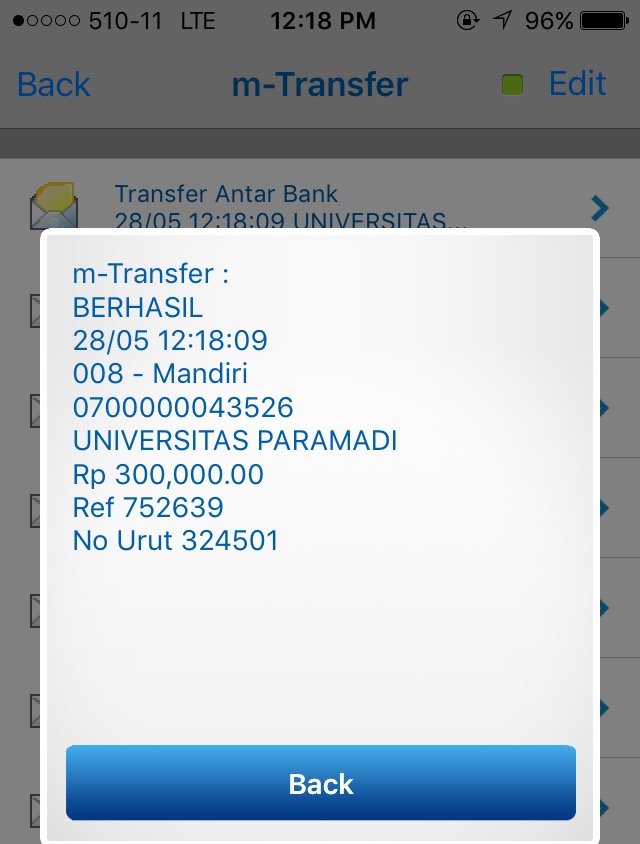 510-11 LTE 12:18 PM 96%
Back m-Transfer Edit
Transfer Antar Bank
28/05 12:18:09 UNIVERSITAS...
m-Transfer :
BERHASIL
28/05 12:18:09
008 - Mandiri
0700000043526
UNIVERSITAS PARAMADI
Rp 300,000.00
Ref 752639
No Urut 324501
Back